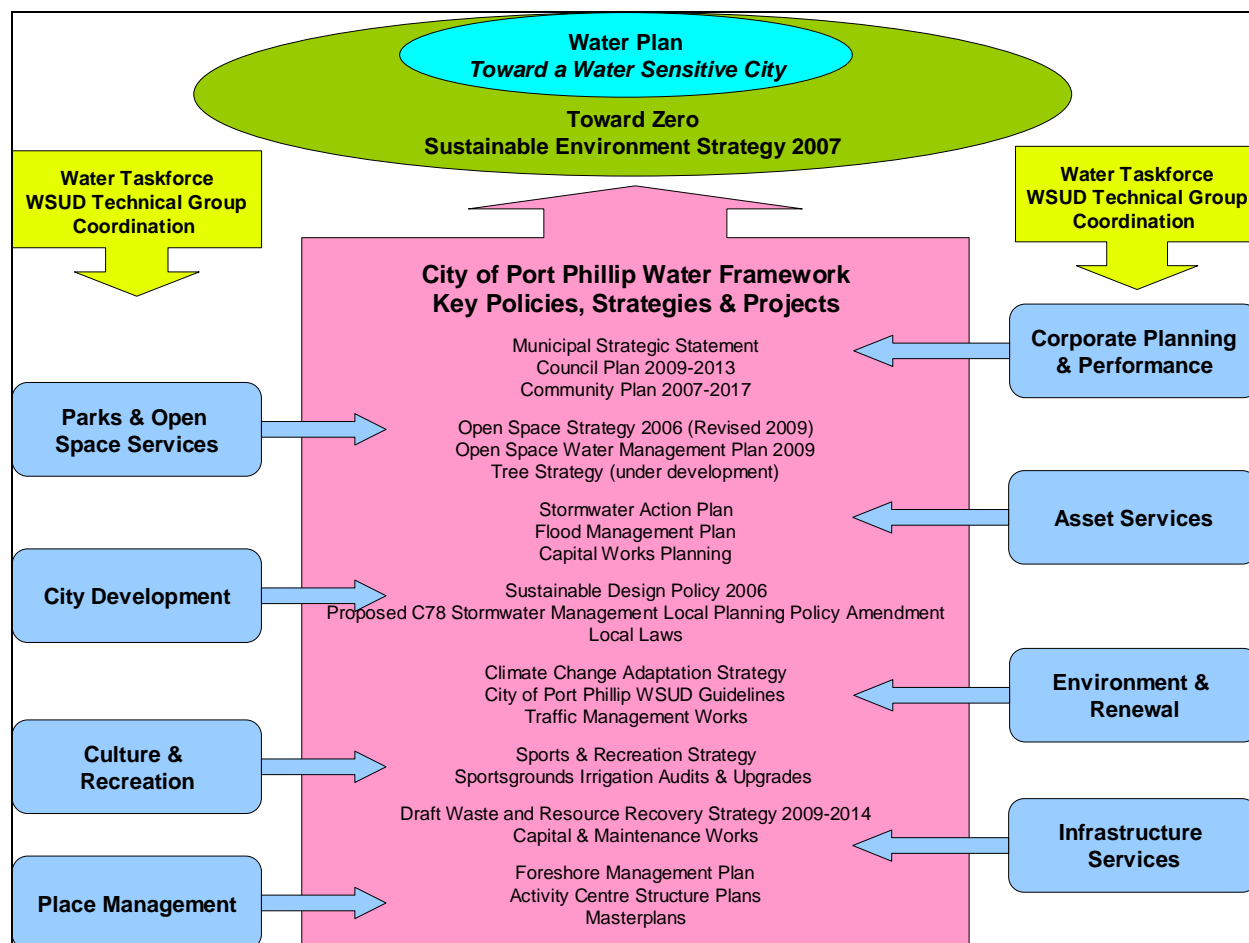 Water Plan
Toward a Water Sensitive City
Toward Zero
Sustainable Environment Strategy 2007
Water Taskforce
WSUD Technical Group
Coordination
Water Taskforce
WSUD Technical Group
Coordination
City of Port Phillip Water Framework
Key Policies, Strategies & Projects
Municipal Strategic Statement
Council Plan 2009-2013
Community Plan 2007-2017
Open Space Strategy 2006 (Revised 2009)
Open Space Water Management Plan 2009
Tree Strategy (under development)
Stormwater Action Plan
Flood Management Plan
Capital Works Planning
Sustainable Design Policy 2006
Proposed C78 Stormwater Management Local Planning Policy Amendment
Local Laws
Climate Change Adaptation Strategy
City of Port Phillip WSUD Guidelines
Traffic Management Works
Sports & Recreation Strategy
Sportsgrounds Irrigation Audits & Upgrades
Draft Waste and Resource Recovery Strategy 2009-2014
Capital & Maintenance Works
Foreshore Management Plan
Activity Centre Structure Plans
Masterplans
Parks & Open
Space Services
City Development
Culture &
Recreation
Place Management
Corporate Planning
& Performance
Asset Services
Environment &
Renewal
Infrastructure
Services